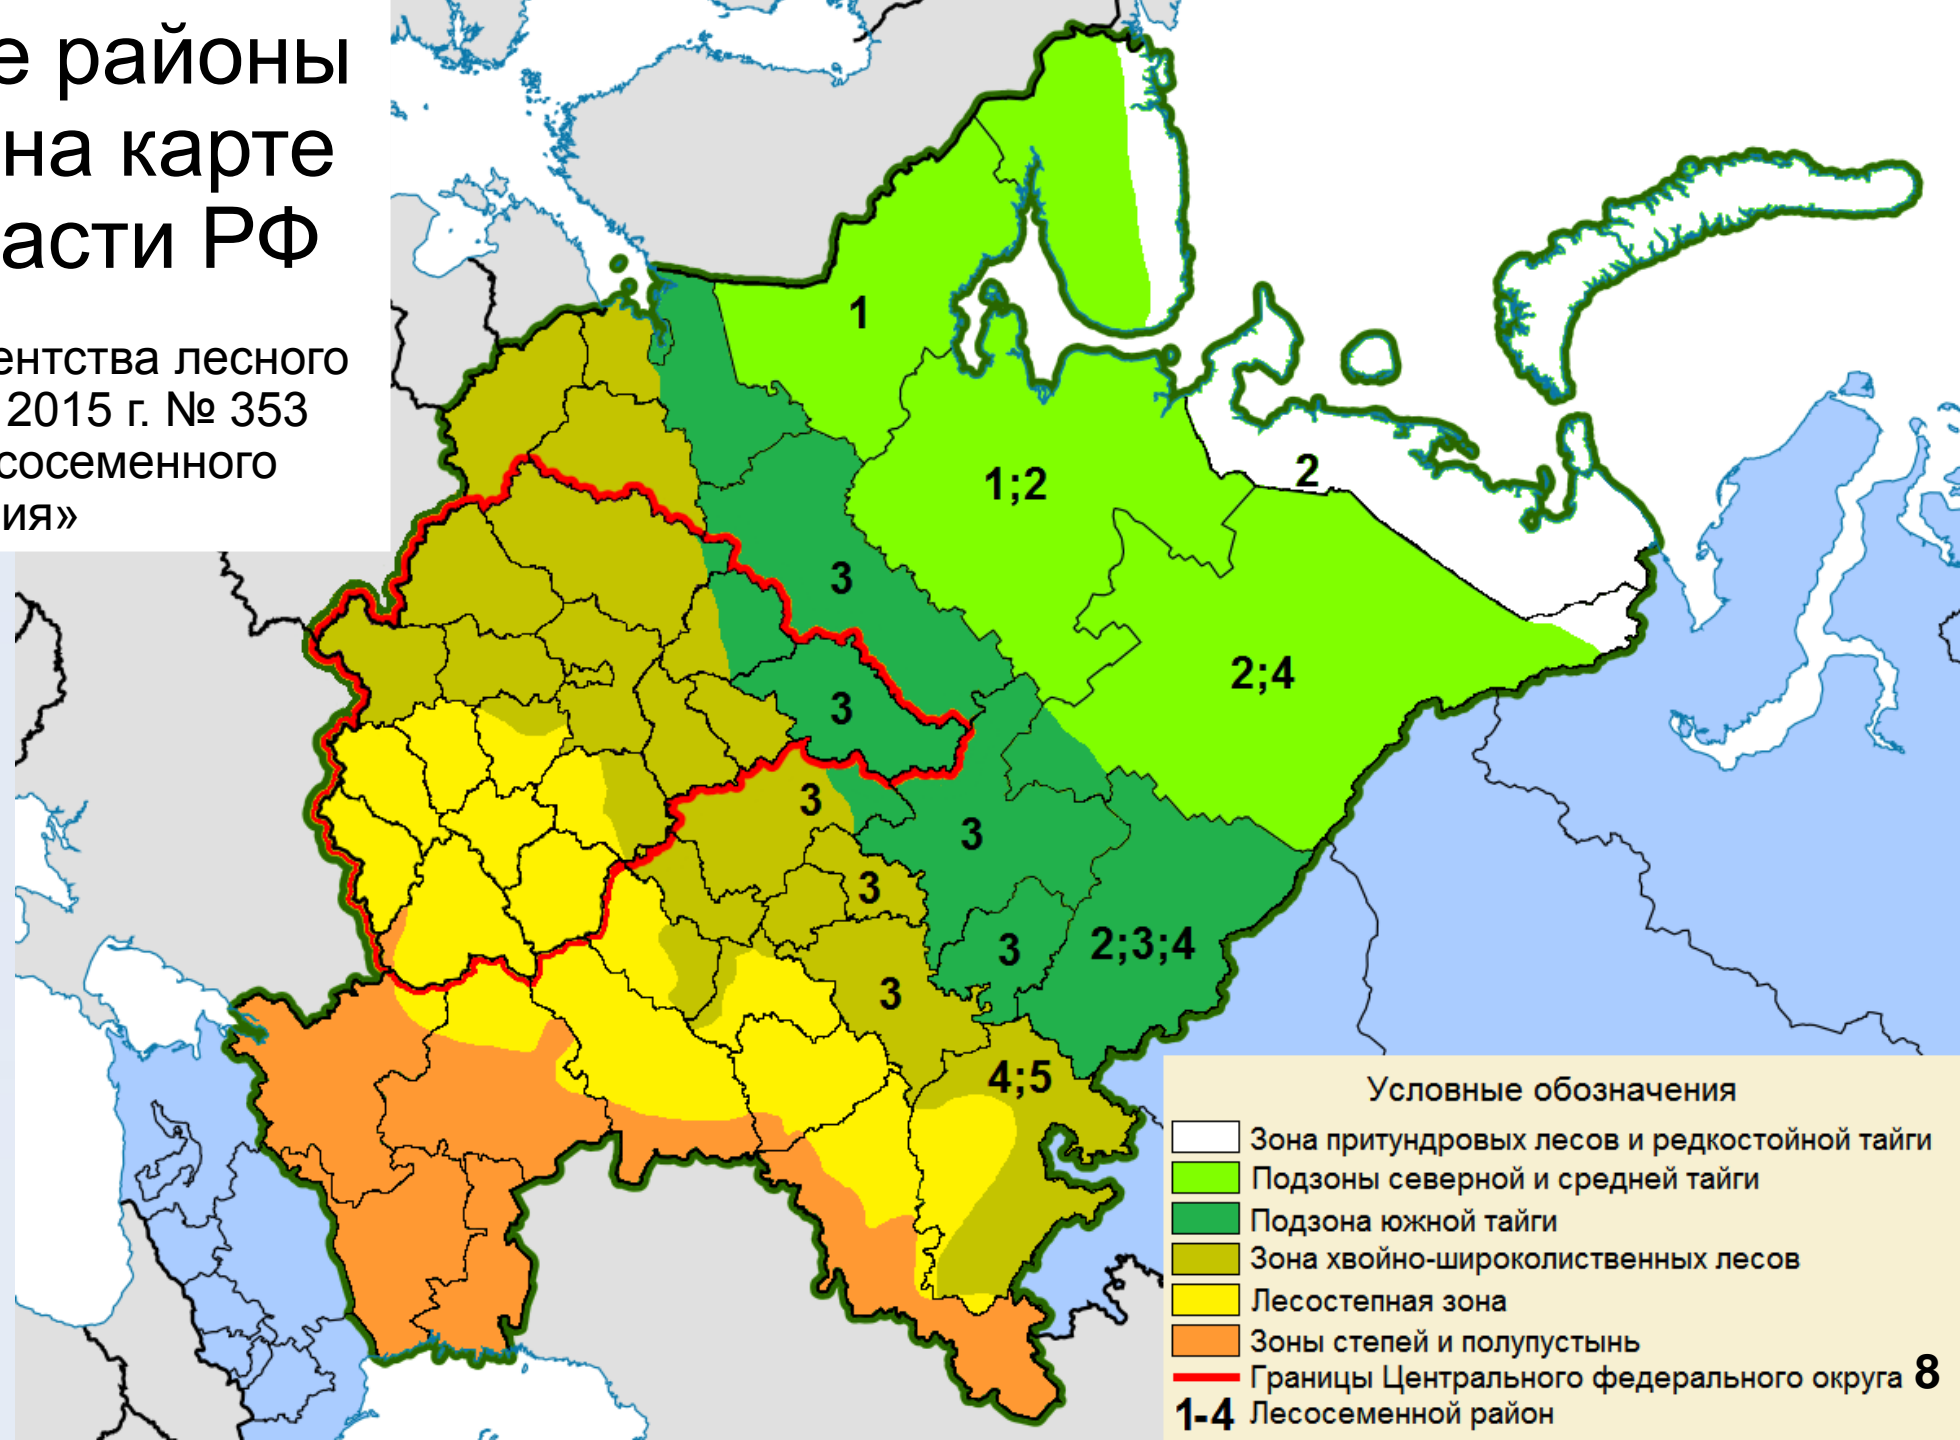 е районы
на карте
асти РФ
ентства лесного
2015 г. № 353
сосеменного
ия»
1
1;2
2
3
2;4
3
3
3
3
3
2;3;4
3
4;5
Условные обозначения
Зона притундровых лесов и редкостойной тайги
Подзоны северной и средней тайги
Подзона южной тайги
Зона хвойно-широколиственных лесов
Лесостепная зона
Зоны степей и полупустынь
Границы Центрального федерального округа 8
1-4 Лесосеменной район